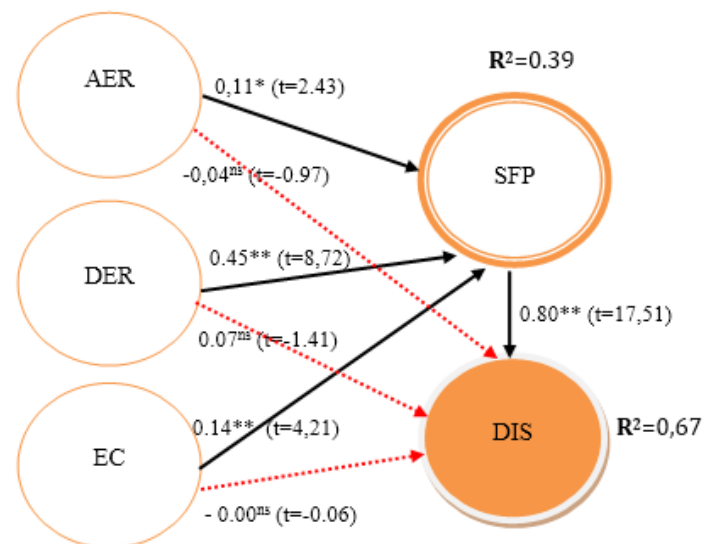 R²=0.39
AER
0,11* (t=2.43)
SFP
-0,04ⁿˢ (t=-0.97)
DER
0.45** (t=8,72)
0.80** (t=17,51)
0.07ⁿˢ (t=-1.41)
0.14** (t=4,21)
DIS
R²=0,67
EC
- 0.00ⁿˢ (t=-0.06)